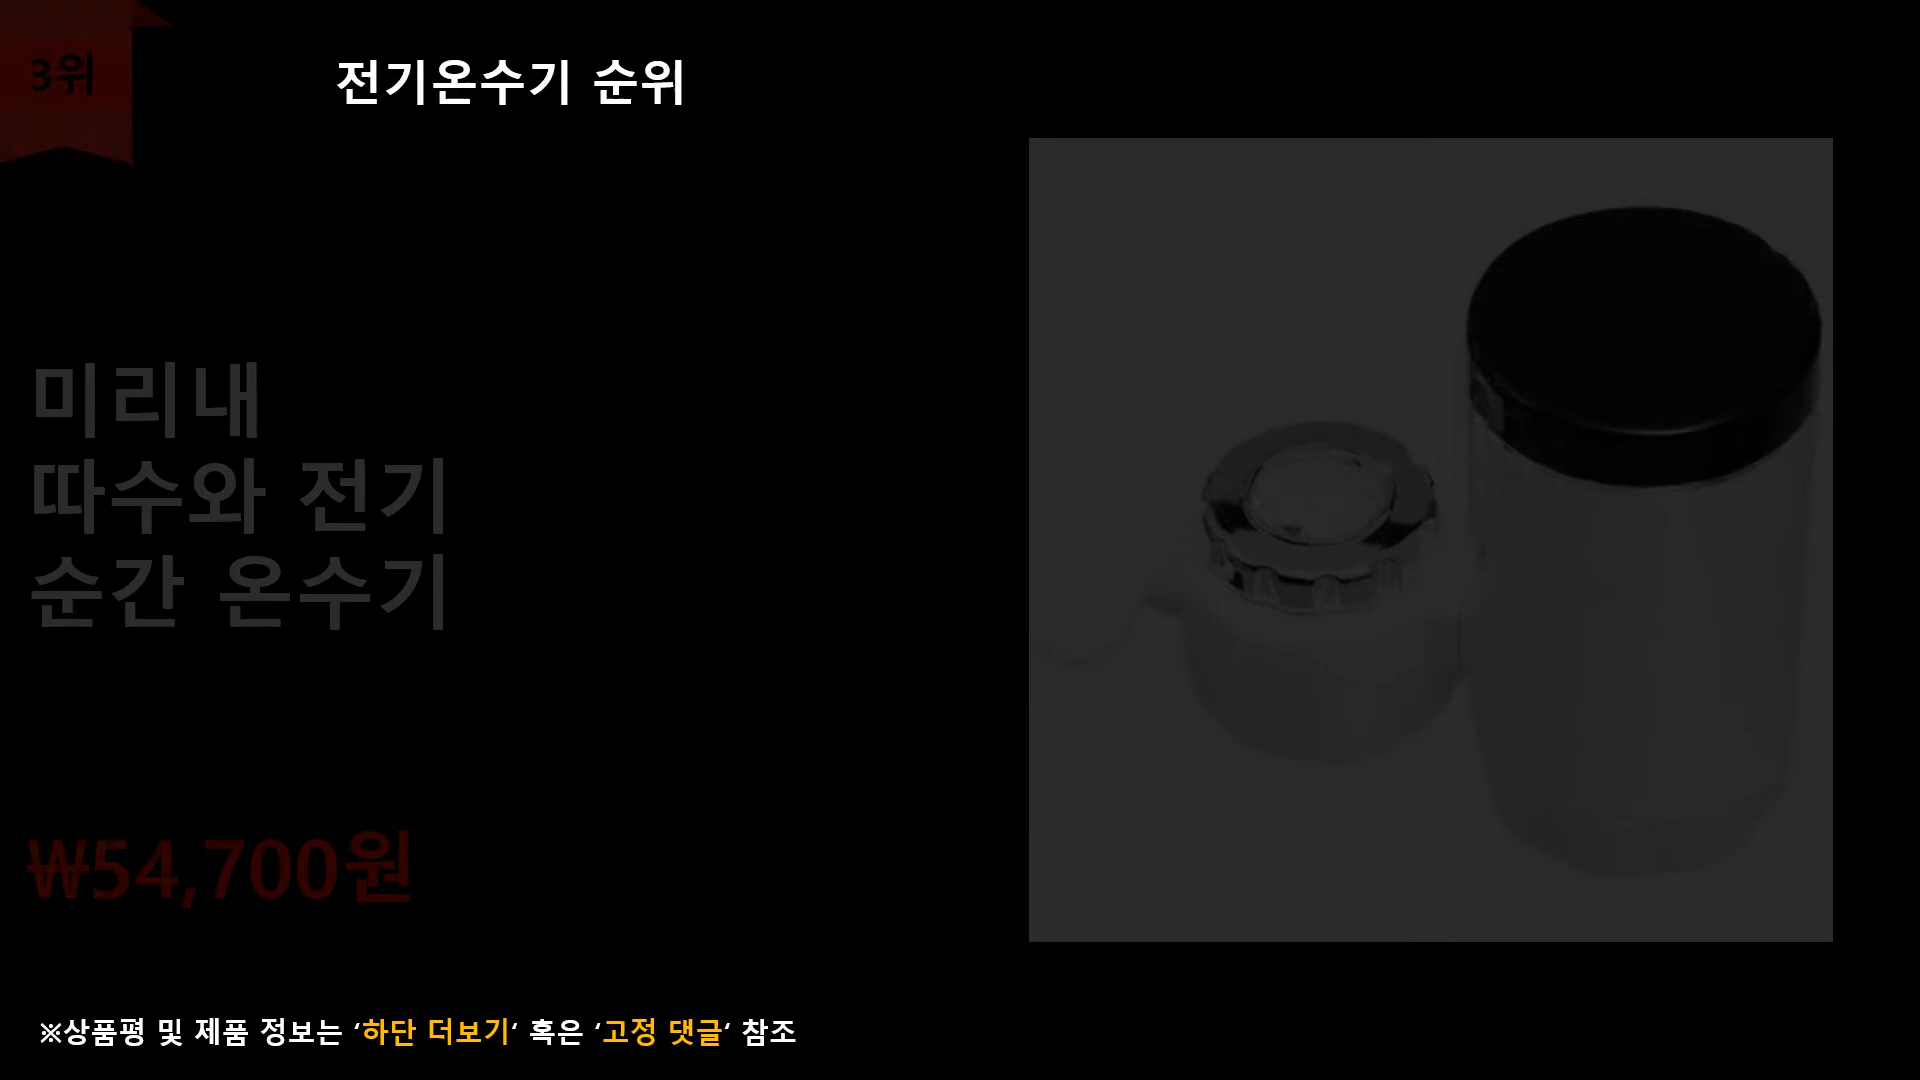 3위
전기온수기 순위
미리내
따수와 전기
순간 온수기
₩54,700원
※상품평 및 제품 정보는 ‘하단 더보기‘ 혹은 ‘고정 댓글‘ 참조